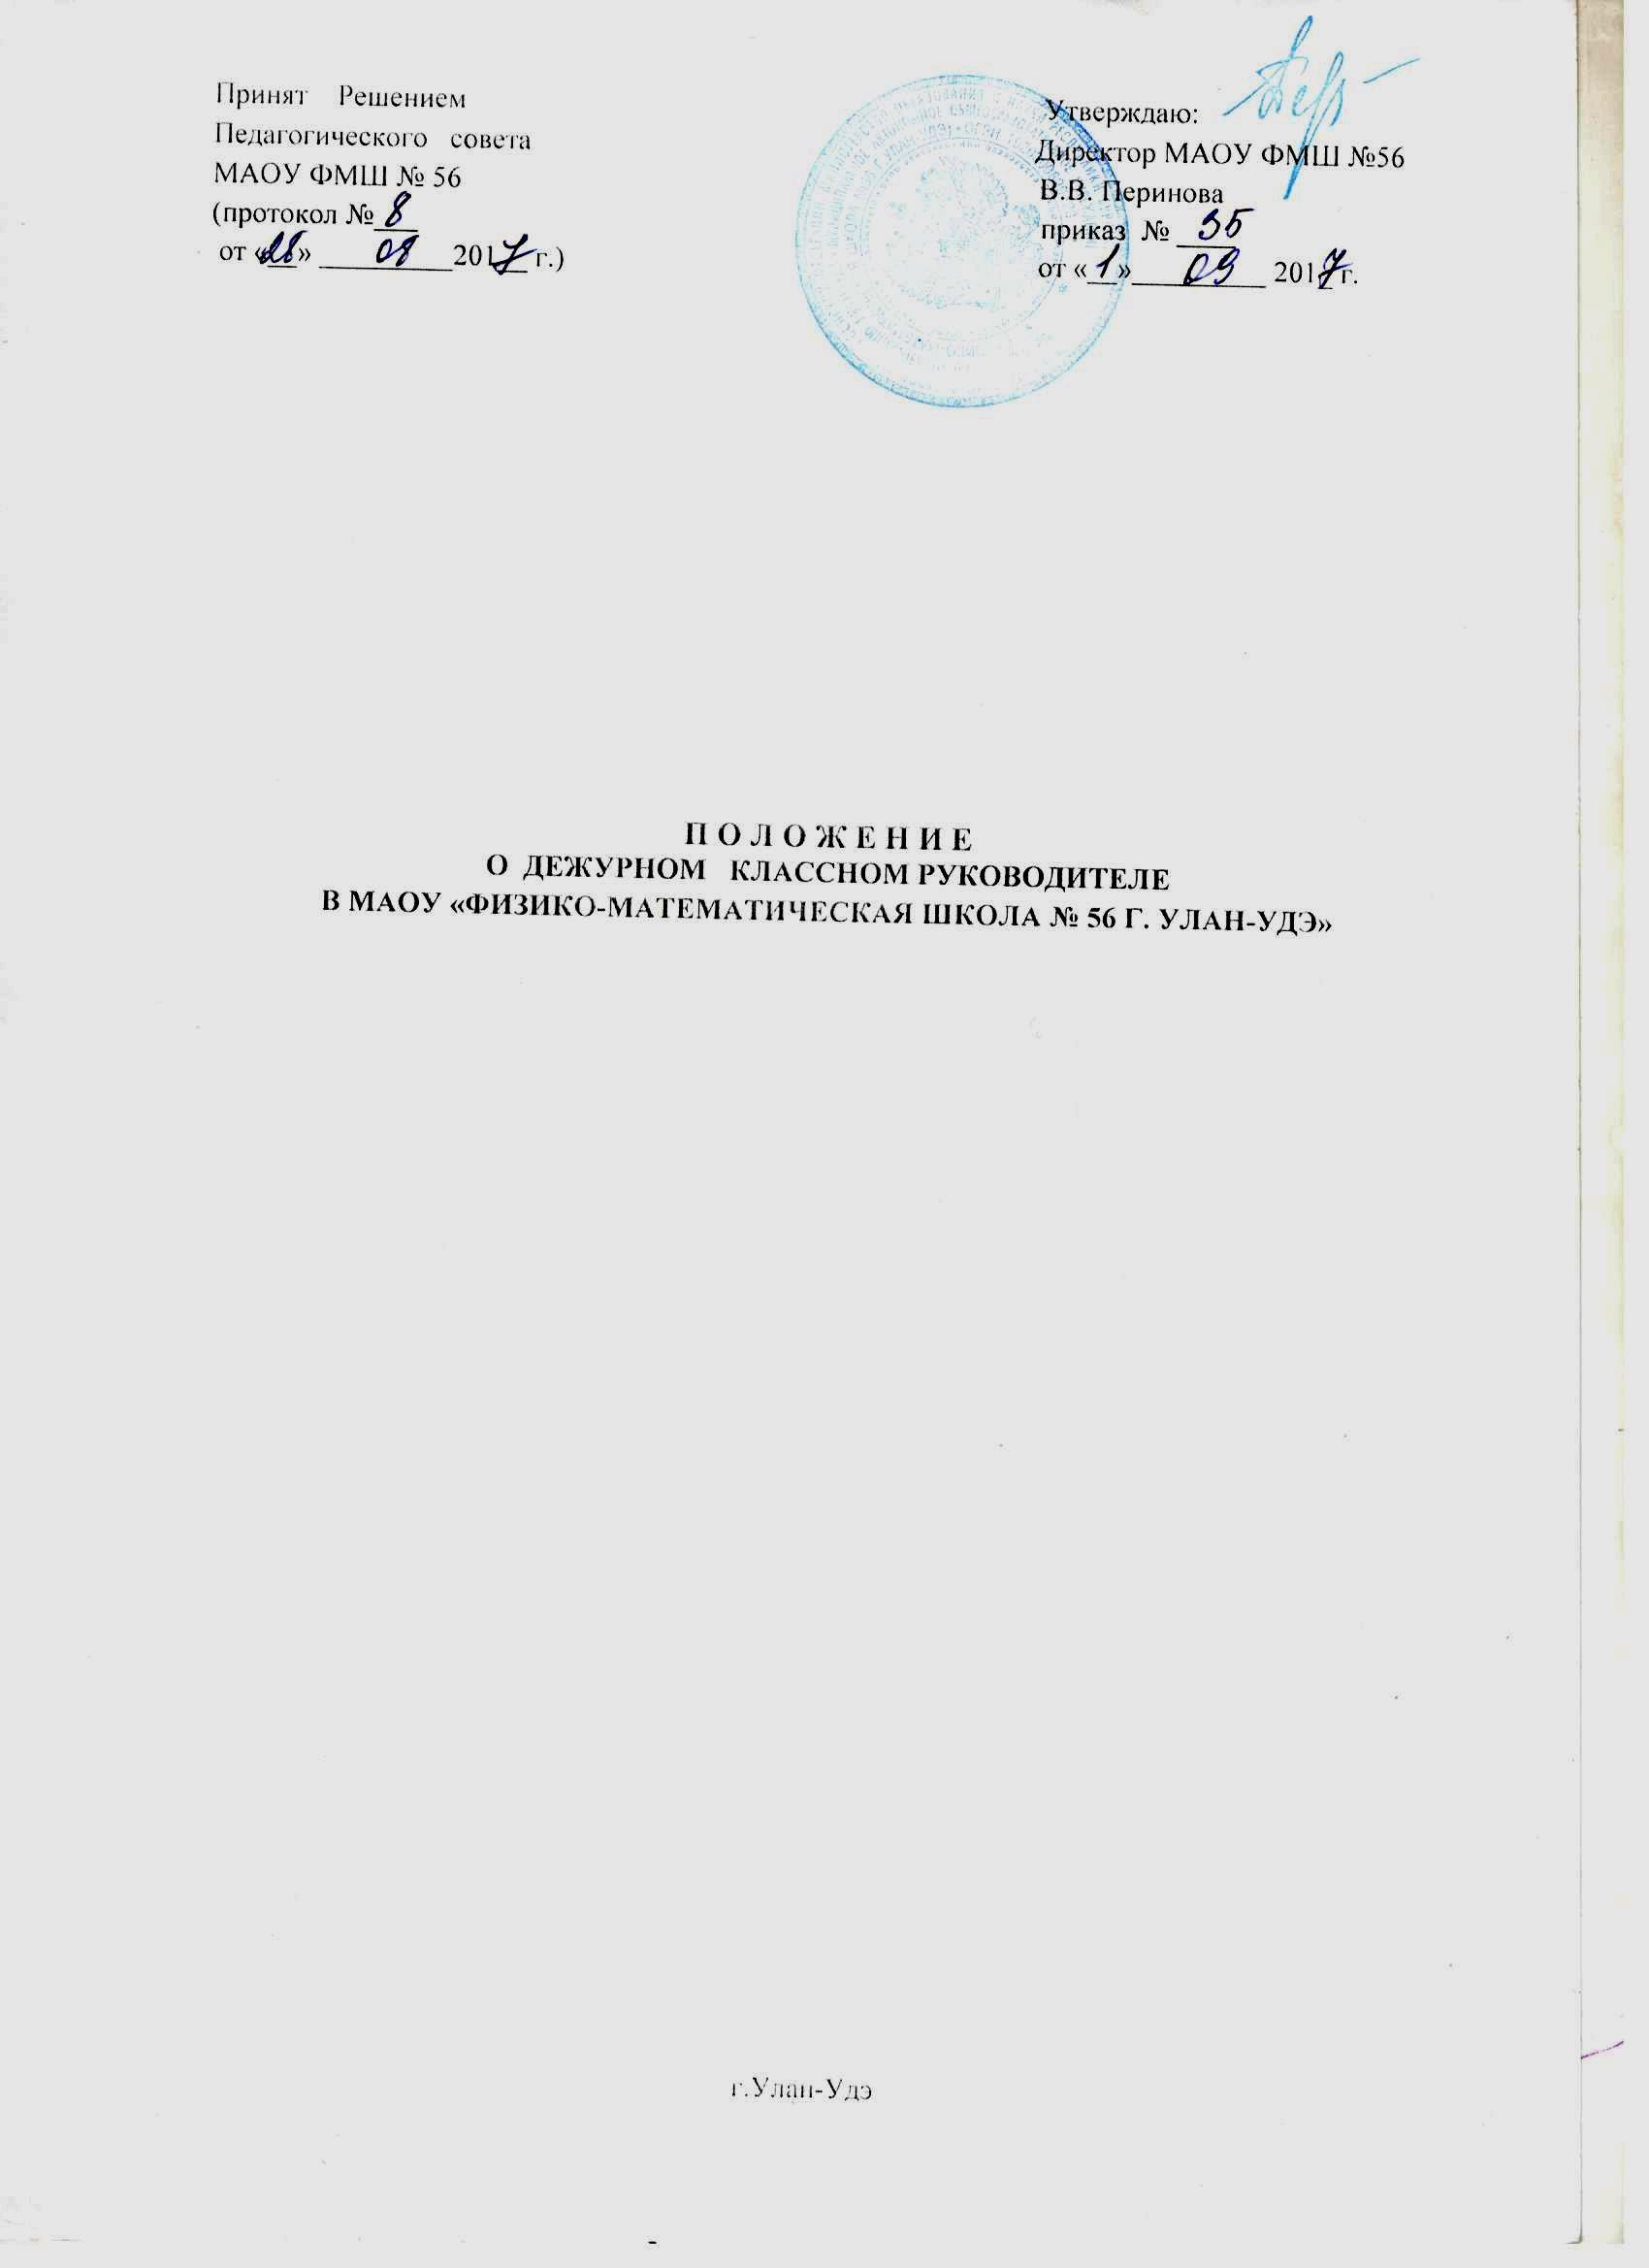 Принят Решением
Педагогического совета
МАОУ ФМШ № 56
(протокол № 8
от «28» 08 2017 г.)
Утверждаю:
Директор МАОУ ФМШ №56
В.В. Перинова
приказ № 35
от «1» 09 2017 г.
П О Л О Ж Е Н И Е
О ДЕЖУРНОМ КЛАССНОМ РУКОВОДИТЕЛЕ
В МАОУ «ФИЗИКО-МАТЕМАТИЧЕСКАЯ ШКОЛА № 56 Г. УЛАН-УДЭ»
г.Улан-Удэ